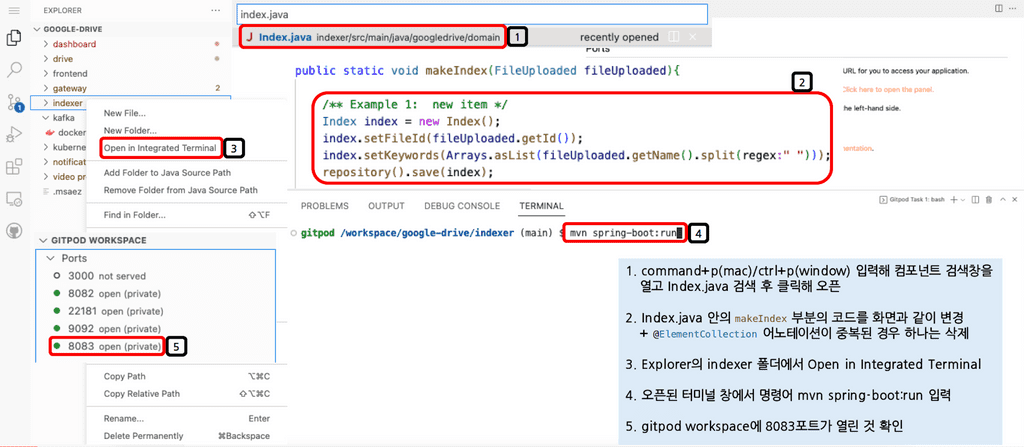 EXPLORER
GOOGLE-DRIVE
dashboard
drive
frontend
gateway 2
indexer
kafka
docker
kuberne
notificat
video pr
.msaez
1
index.java
J Index.java indexer/src/main/java/googledrive/domain 1 recently opened
Ports
public static void makeIndex(FileUploaded fileUploaded){
2
/** Example 1: new item */
Index index = new Index();
index.setFileId(fileUploaded.getId());
index.setKeywords(Arrays.asList(fileUploaded.getName().split(regex:" ")));
repository().save(index);
URL for you to access your application.
Click here to open the panel.
the left-hand side.
entation.
New File...
New Folder...
Open in Integrated Terminal 3
Add Folder to Java Source Path
Remove Folder from Java Source Path
Find in Folder... ⇧⌥F
GITPOD WORKSPACE
Ports
3000 not served
8082 open (private)
22181 open (private)
9092 open (private)
8083 open (private) 5
Copy Path ⌥⌘C
Copy Relative Path ⇧⌥⌘C
Rename... Enter
Delete Permanently ⌘Backspace
PROBLEMS OUTPUT DEBUG CONSOLE TERMINAL
Gitpod Task 1: bash
gitpod /workspace/google-drive/indexer (main) $ mvn spring-boot:run 4
1. command+p(mac)/ctrl+p(window) 입력해 컴포넌트 검색창을
열고 Index.java 검색 후 클릭해 오픈
2. Index.java 안의 makeIndex 부분의 코드를 화면과 같이 변경
+ @ElementCollection 어노테이션이 중복된 경우 하나는 삭제
3. Explorer의 indexer 폴더에서 Open in Integrated Terminal
4. 오픈된 터미널 창에서 명령어 mvn spring-boot:run 입력
5. gitpod workspace에 8083포트가 열린 것 확인